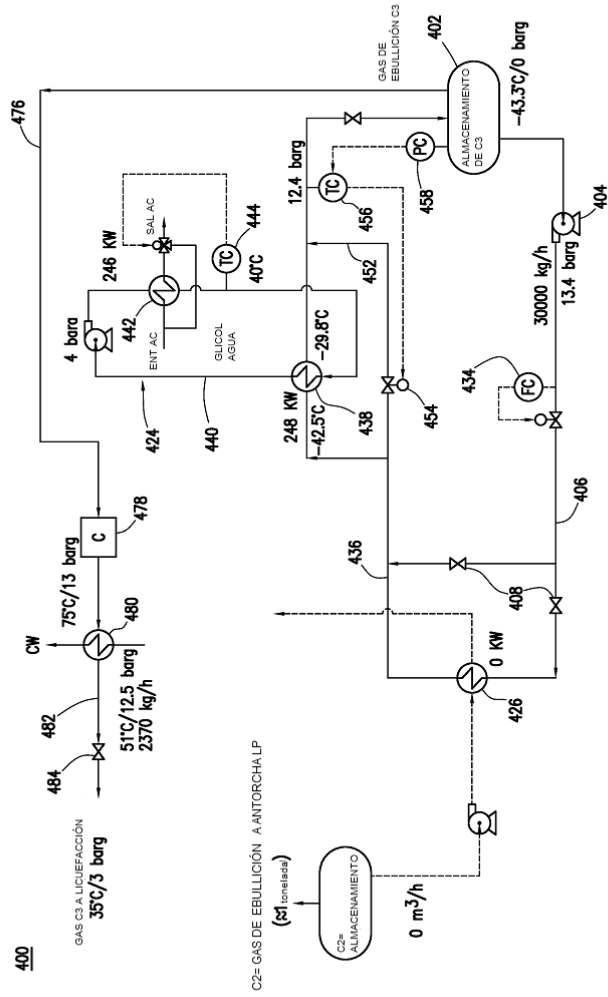 400
GAS C3 A LICUEFACCIÓN
35°C/3 barg
484
482
51°C/12.5 barg
2370 kg/h
CW
480
75°C/13 barg
C
478
476
424
4 bara
440
ENT AC
442
246 KW
SAL AC
TC
444
40°C
GLICOL
AGUA
248 KW
-42.5°C
-29.8°C
438
452
12.4 barg
TC
456
PC
458
454
GAS DE
EBULLICIÓN C3
402
ALMACENAMIENTO
DE C3
-43.3°C/0 barg
404
30000 kg/h
13.4 barg
434
FC
406
408
436
0 KW
426
C2= GAS DE EBULLICIÓN A ANTORCHA LP
(≈1 tonelada)
C2=
ALMACENAMIENTO
0 m³/h